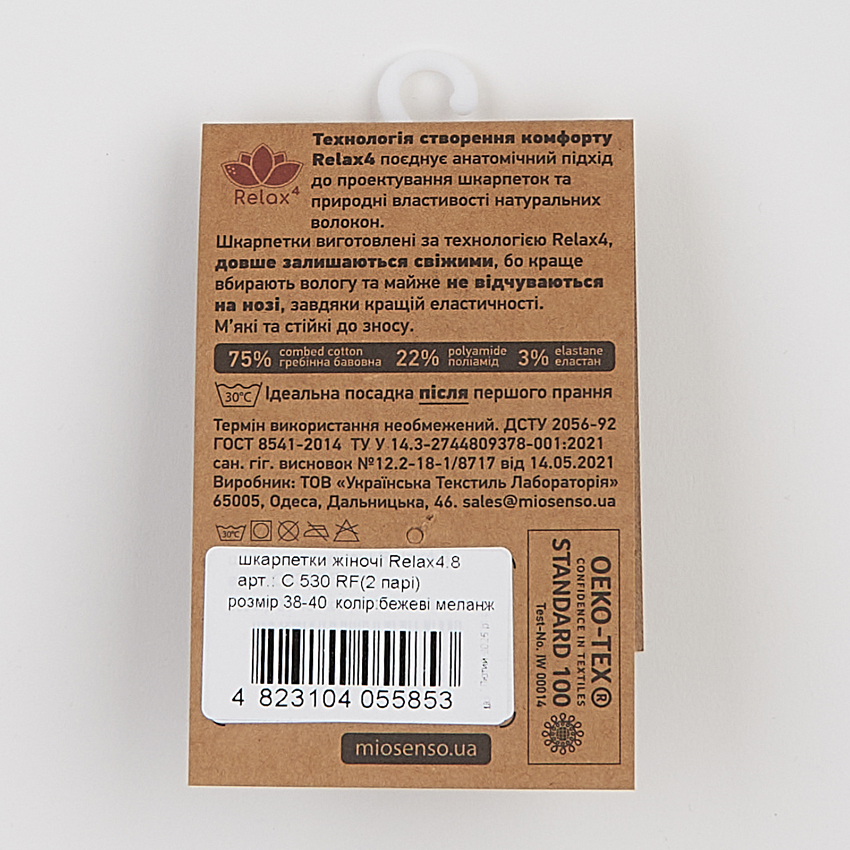 Технологія створення комфорту
Relax4 поєднує анатомічний підхід
до проектування шкарпеток та
природні властивості натуральних
волокон.
Relax⁴
Шкарпетки виготовлені за технологією Relax4,
довше залишаються свіжими, бо краще
вбирають вологу та майже не відчуваються
на нозі, завдяки кращій еластичності.
М'які та стійкі до зносу.
75% combed cotton гребінна бавовна 22% polyamide поліамід 3% elastane еластан
30°C Ідеальна посадка після першого прання
Термін використання необмежений. ДСТУ 2056-92
ГОСТ 8541-2014 ТУ У 14.3-2744809378-001:2021
сан. гіг. висновок №12.2-18-1/8717 від 14.05.2021
Виробник: ТОВ «Українська Текстиль Лабораторія»
65005, Одеса, Дальницька, 46. sales@miosenso.ua
30°C
шкарпетки жіночі Relax4.8
арт.: C 530 RF(2 парі)
розмір 38-40 колір:бежеві меланж
4 823104 055853
OEKO-TEX®
CONFIDENCE IN TEXTILES
STANDARD 100
Test-No. IW 00014
miosenso.ua